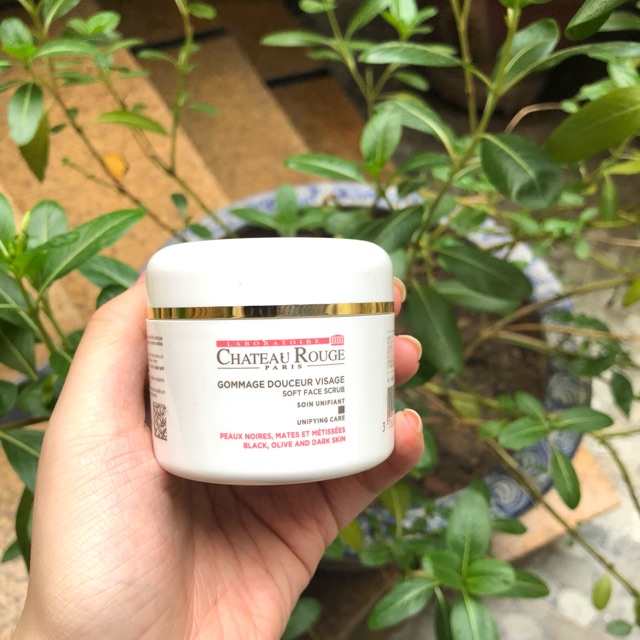 LABORATOIRE
CHATEAU ROUGE
PARIS
GOMMAGE DOUCEUR VISAGE
SOFT FACE SCRUB
SOIN UNIFIANT
UNIFYING CARE
PEAUX NOIRES, MATES ET MÉTISSÉES
BLACK, OLIVE AND DARK SKIN
3